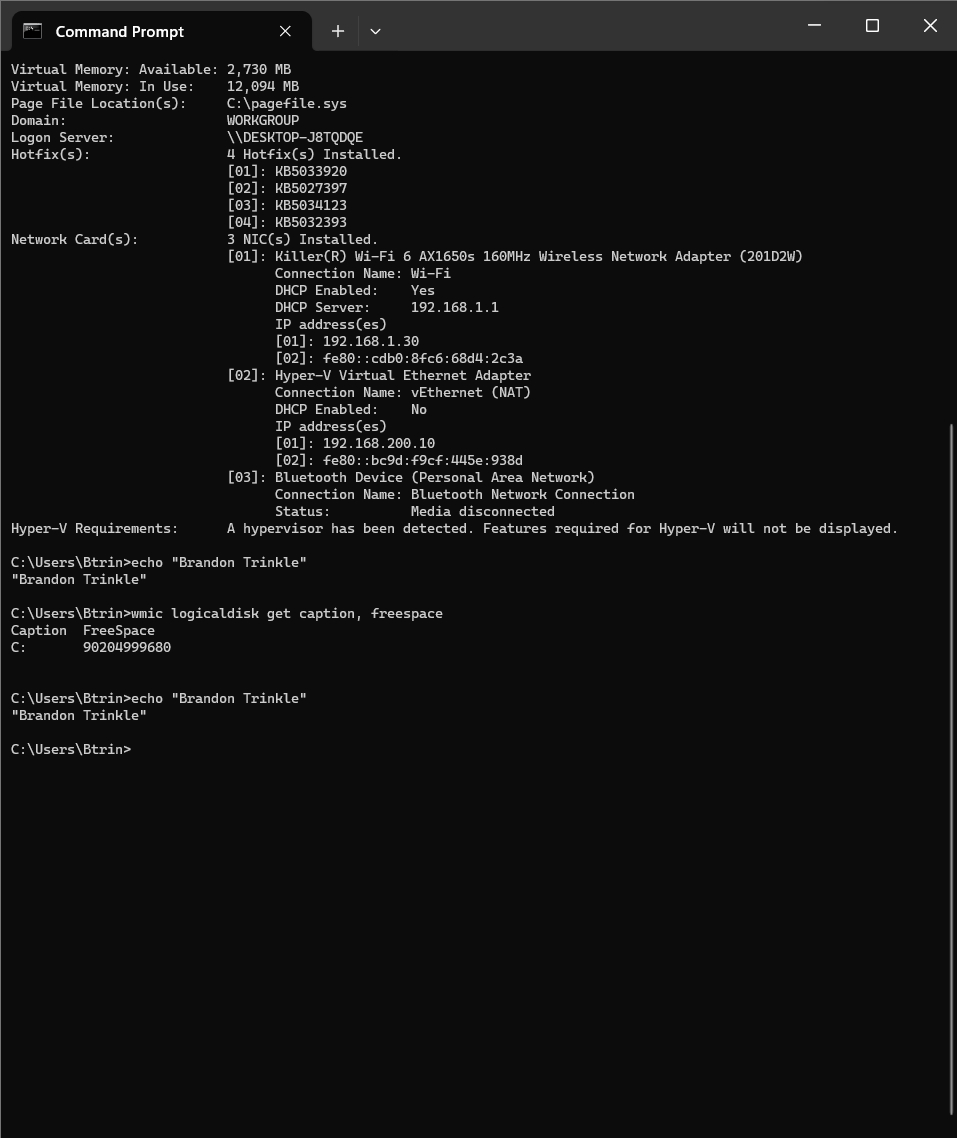 Command Prompt
Virtual Memory: Available: 2,730 MB
Virtual Memory: In Use:    12,094 MB
Page File Location(s):     C:\pagefile.sys
Domain:                    WORKGROUP
Logon Server:              \\DESKTOP-J8TQDQE
Hotfix(s):                 4 Hotfix(s) Installed.
                           [01]: KB5033920
                           [02]: KB5027397
                           [03]: KB5034123
                           [04]: KB5032393
Network Card(s):           3 NIC(s) Installed.
                           [01]: Killer(R) Wi-Fi 6 AX1650s 160MHz Wireless Network Adapter (201D2W)
                                 Connection Name: Wi-Fi
                                 DHCP Enabled:    Yes
                                 DHCP Server:     192.168.1.1
                                 IP address(es)
                                 [01]: 192.168.1.30
                                 [02]: fe80::cdb0:8fc6:68d4:2c3a
                           [02]: Hyper-V Virtual Ethernet Adapter
                                 Connection Name: vEthernet (NAT)
                                 DHCP Enabled:    No
                                 IP address(es)
                                 [01]: 192.168.200.10
                                 [02]: fe80::bc9d:f9cf:445e:938d
                           [03]: Bluetooth Device (Personal Area Network)
                                 Connection Name: Bluetooth Network Connection
                                 Status:          Media disconnected
Hyper-V Requirements:      A hypervisor has been detected. Features required for Hyper-V will not be displayed.
C:\Users\Btrin>echo "Brandon Trinkle"
"Brandon Trinkle"
C:\Users\Btrin>wmic logicaldisk get caption, freespace
Caption  FreeSpace
C:       90204999680
C:\Users\Btrin>echo "Brandon Trinkle"
"Brandon Trinkle"
C:\Users\Btrin>